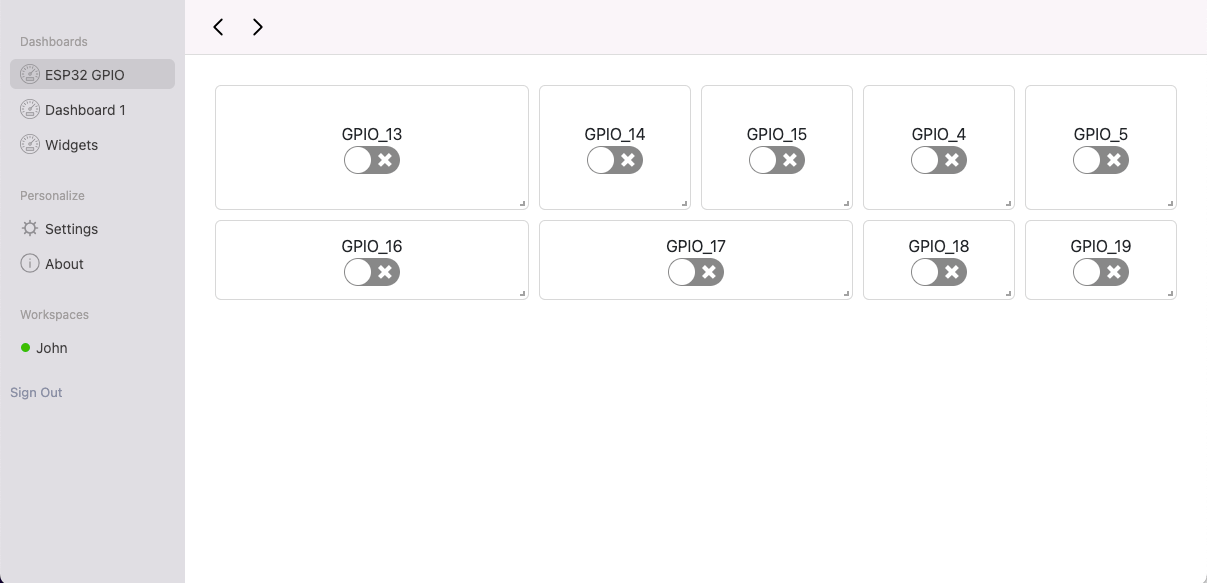 Dashboards
ESP32 GPIO
Dashboard 1
Widgets
Personalize
Settings
About
Workspaces
John
Sign Out
GPIO_13
GPIO_14
GPIO_15
GPIO_4
GPIO_5
GPIO_16
GPIO_17
GPIO_18
GPIO_19